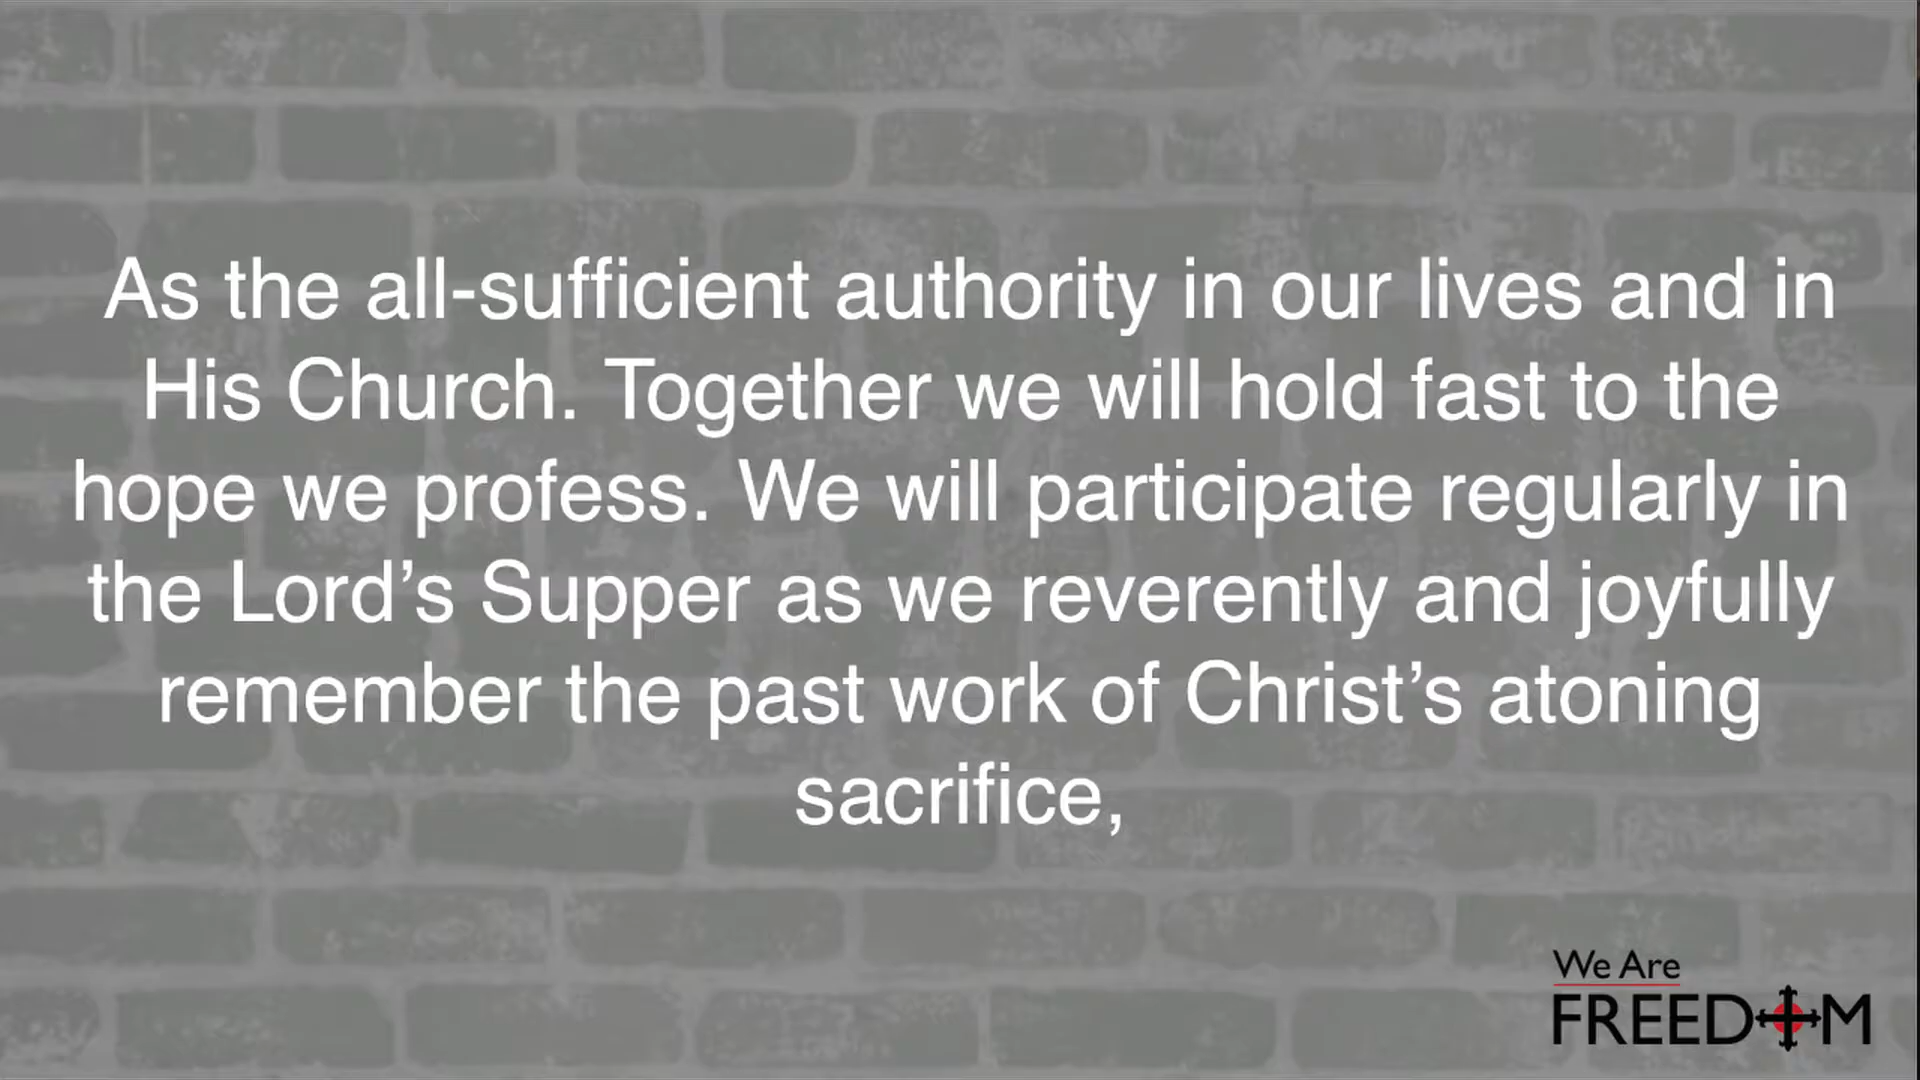 As the all-sufficient authority in our lives and in
His Church. Together we will hold fast to the
hope we profess. We will participate regularly in
the Lord’s Supper as we reverently and joyfully
remember the past work of Christ’s atoning
sacrifice,
We Are
FREEDOM